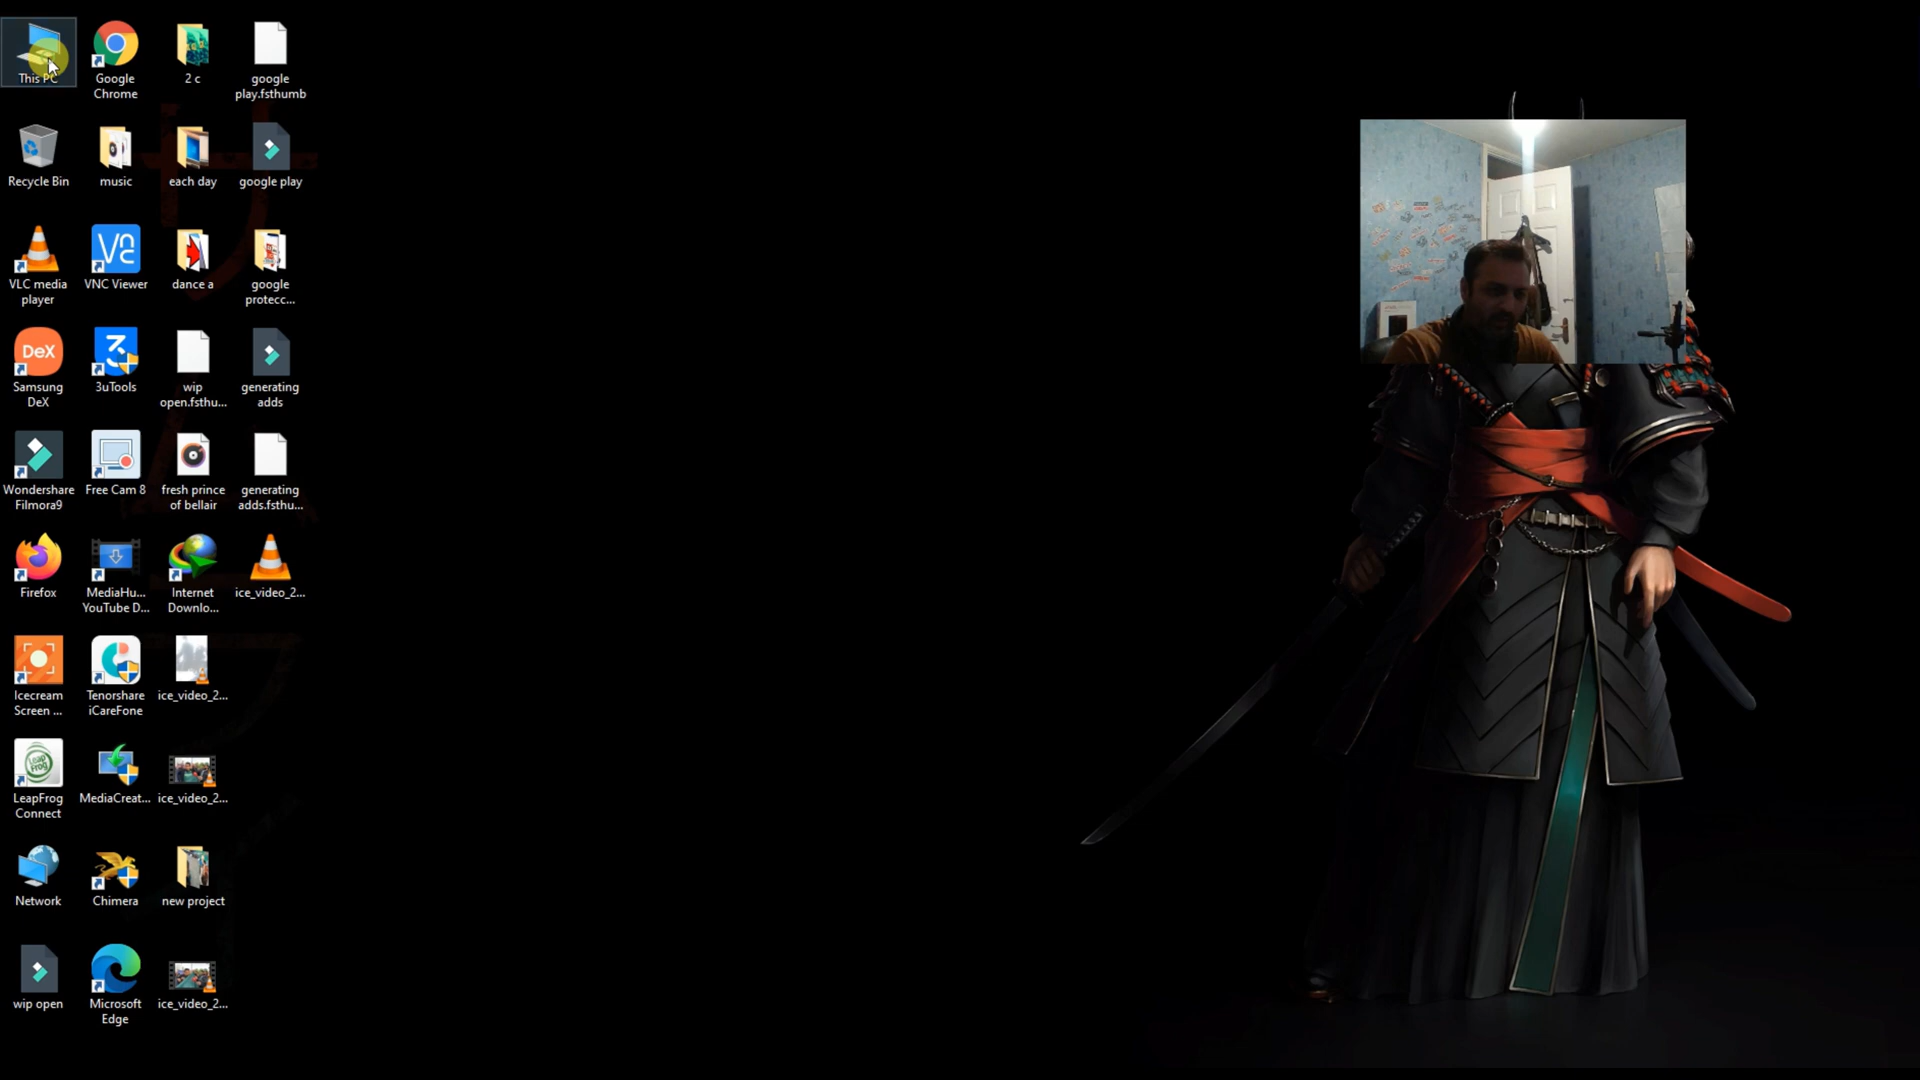 This PC
Google
Chrome
2 c
google
play.fsthumb
Recycle Bin
music
each day
google play
VLC media
player
VNC Viewer
dance a
google
protecc...
DeX
Samsung
DeX
3uTools
wip
open.fsthu...
generating
adds
Wondershare
Filmora9
Free Cam 8
fresh prince
of bellair
generating
adds.fsthu...
Firefox
MediaHu...
YouTube D...
Internet
Downlo...
ice_video_2...
Icecream
Screen ...
Tenorshare
iCareFone
ice_video_2...
Leap
Frog
LeapFrog
Connect
MediaCreat...
ice_video_2...
Network
Chimera
new project
wip open
Microsoft
Edge
ice_video_2...